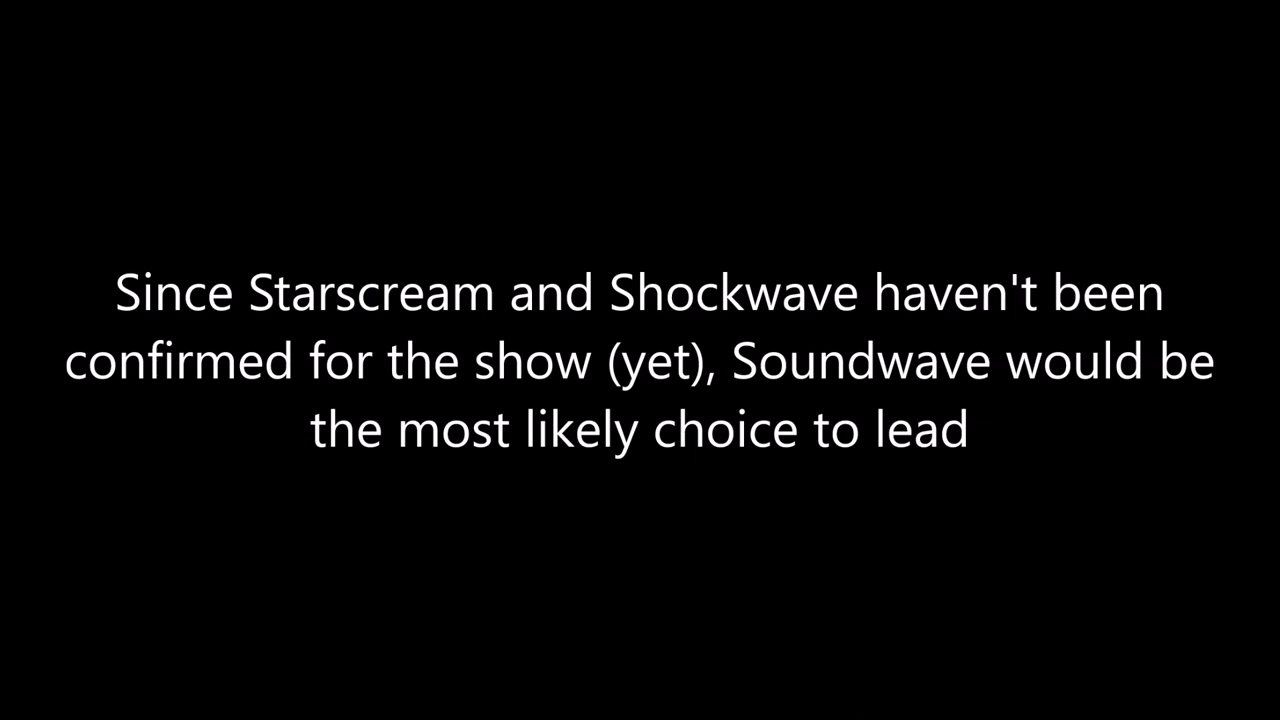 Since Starscream and Shockwave haven't been
confirmed for the show (yet), Soundwave would be
the most likely choice to lead